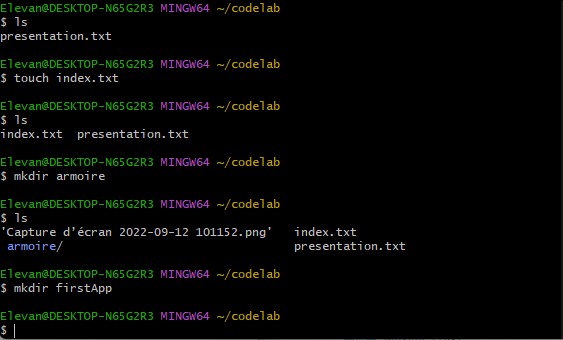 Elevan@DESKTOP-N65G2R3 MINGW64 ~/codelab
$ ls
presentation.txt
Elevan@DESKTOP-N65G2R3 MINGW64 ~/codelab
$ touch index.txt
Elevan@DESKTOP-N65G2R3 MINGW64 ~/codelab
$ ls
index.txt  presentation.txt
Elevan@DESKTOP-N65G2R3 MINGW64 ~/codelab
$ mkdir armoire
Elevan@DESKTOP-N65G2R3 MINGW64 ~/codelab
$ ls
'Capture d’écran 2022-09-12 101152.png'   index.txt
 armoire/                                 presentation.txt
Elevan@DESKTOP-N65G2R3 MINGW64 ~/codelab
$ mkdir firstApp
Elevan@DESKTOP-N65G2R3 MINGW64 ~/codelab
$